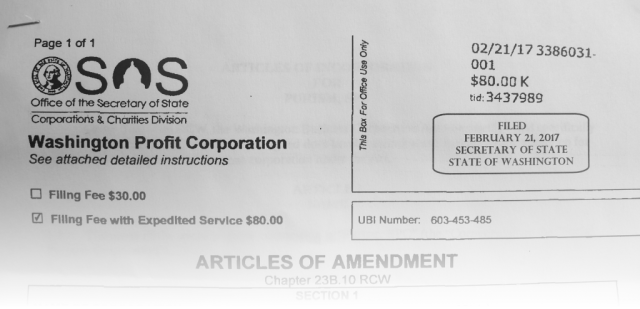 Page 1 of 1
SOS
Office of the Secretary of State
Corporations & Charities Division
Washington Profit Corporation
See attached detailed instructions
☐ Filing Fee $30.00
☑ Filing Fee with Expedited Service $80.00
This Box For Office Use Only
02/21/17 3386031-
001
$80.00 K
tid: 3437989
FILED
FEBRUARY 21, 2017
SECRETARY OF STATE
STATE OF WASHINGTON
UBI Number: 603-453-485
ARTICLES OF AMENDMENT
Chapter 23B.10 RCW
SECTION 1